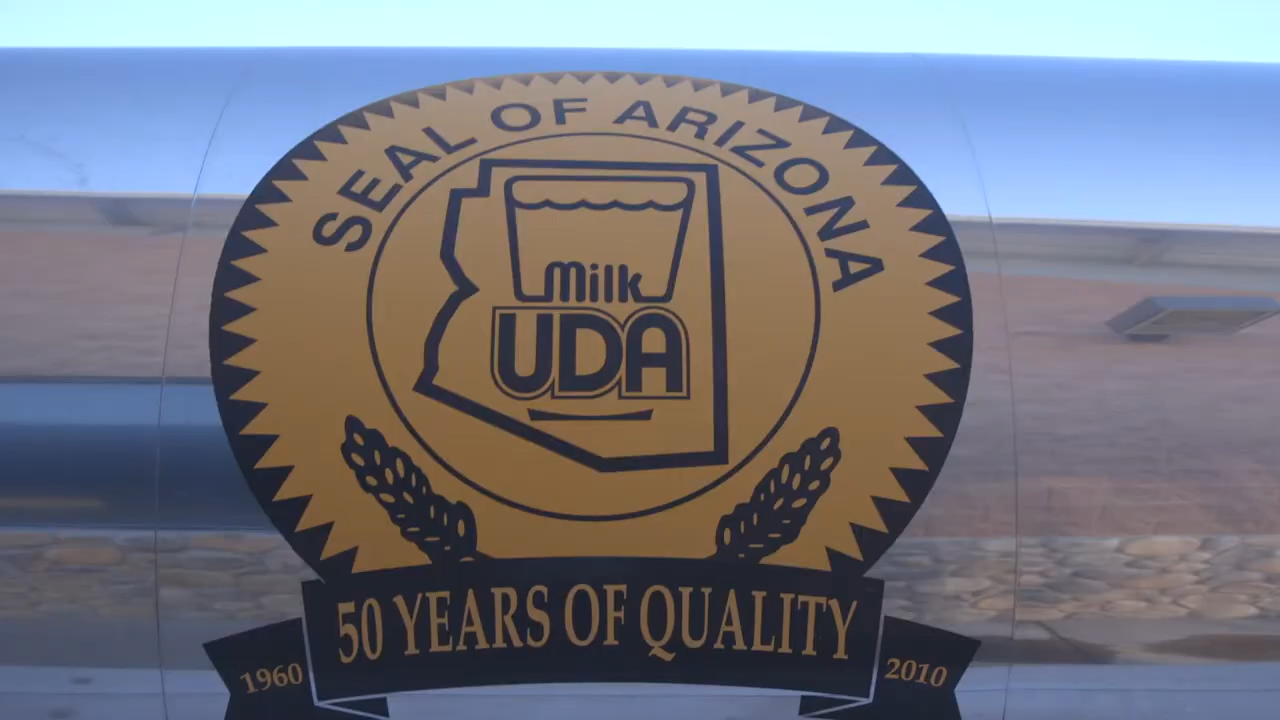 SEAL OF ARIZONA
Milk
UDA
50 YEARS OF QUALITY
1960
2010